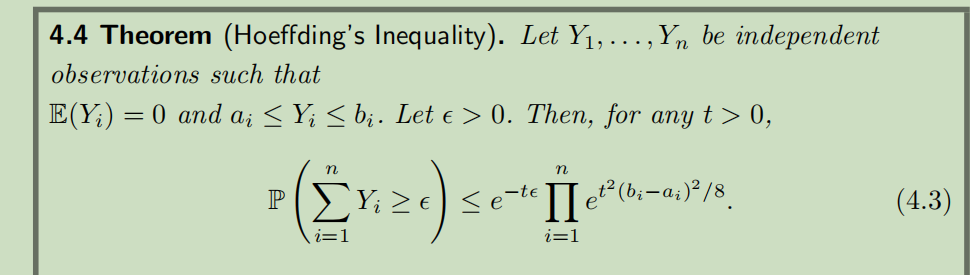 4.4 Theorem (Hoeffding's Inequality). Let Y₁, . . . , Yₙ be independent
observations such that
𝔼(Yᵢ) = 0 and aᵢ ≤ Yᵢ ≤ bᵢ. Let ϵ > 0. Then, for any t > 0,
ℙ(∑ᵢ₌₁ⁿ Yᵢ ≥ ϵ) ≤ e^{−tϵ} ∏ᵢ₌₁ⁿ e^{t²(bᵢ−aᵢ)²/8}. (4.3)